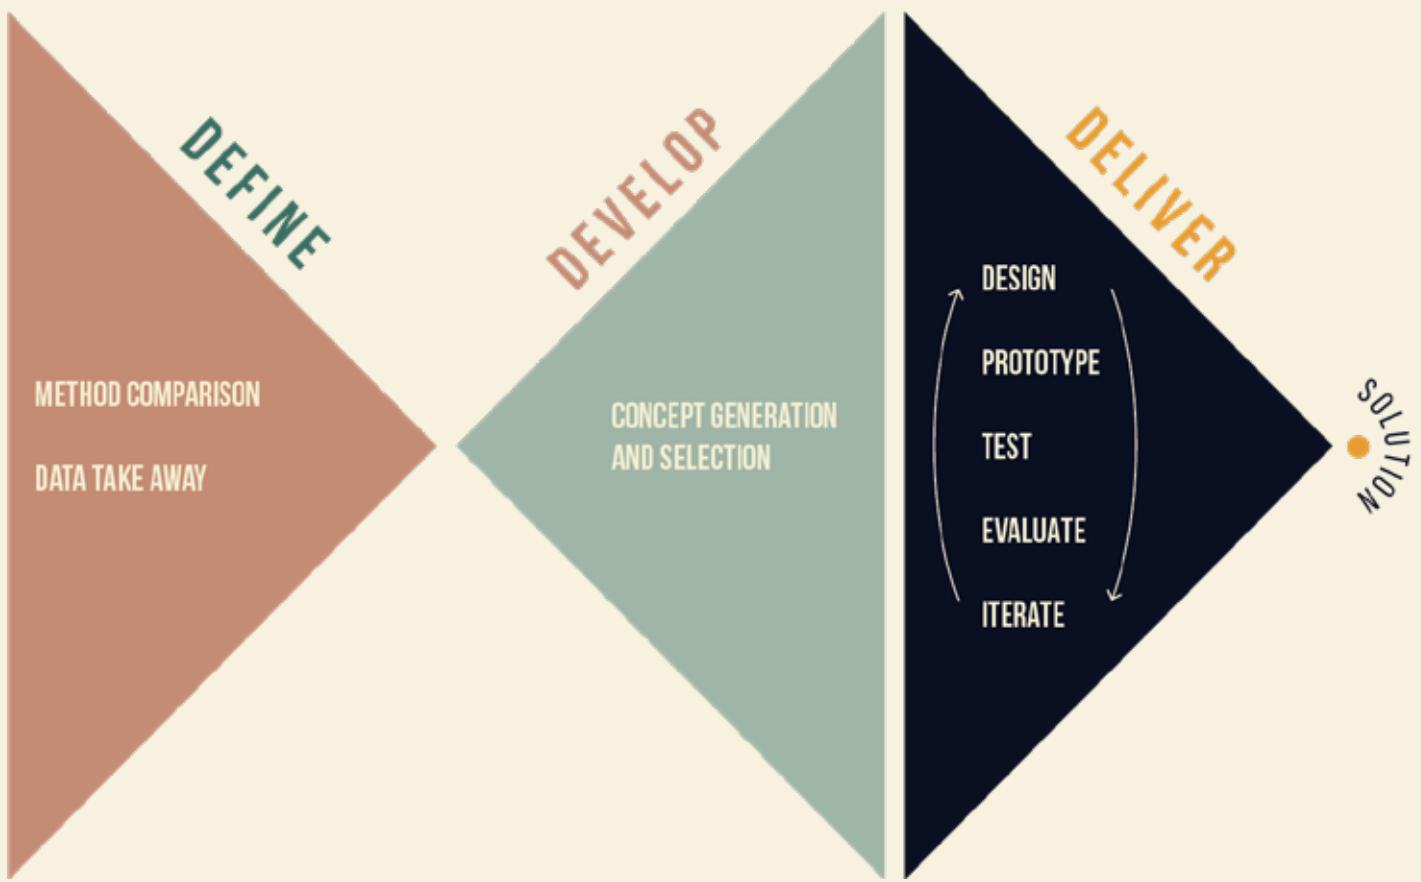 DEFINE
METHOD COMPARISON
DATA TAKE AWAY
DEVELOP
CONCEPT GENERATION
AND SELECTION
DELIVER
DESIGN
PROTOTYPE
TEST
EVALUATE
ITERATE
SOLUTION